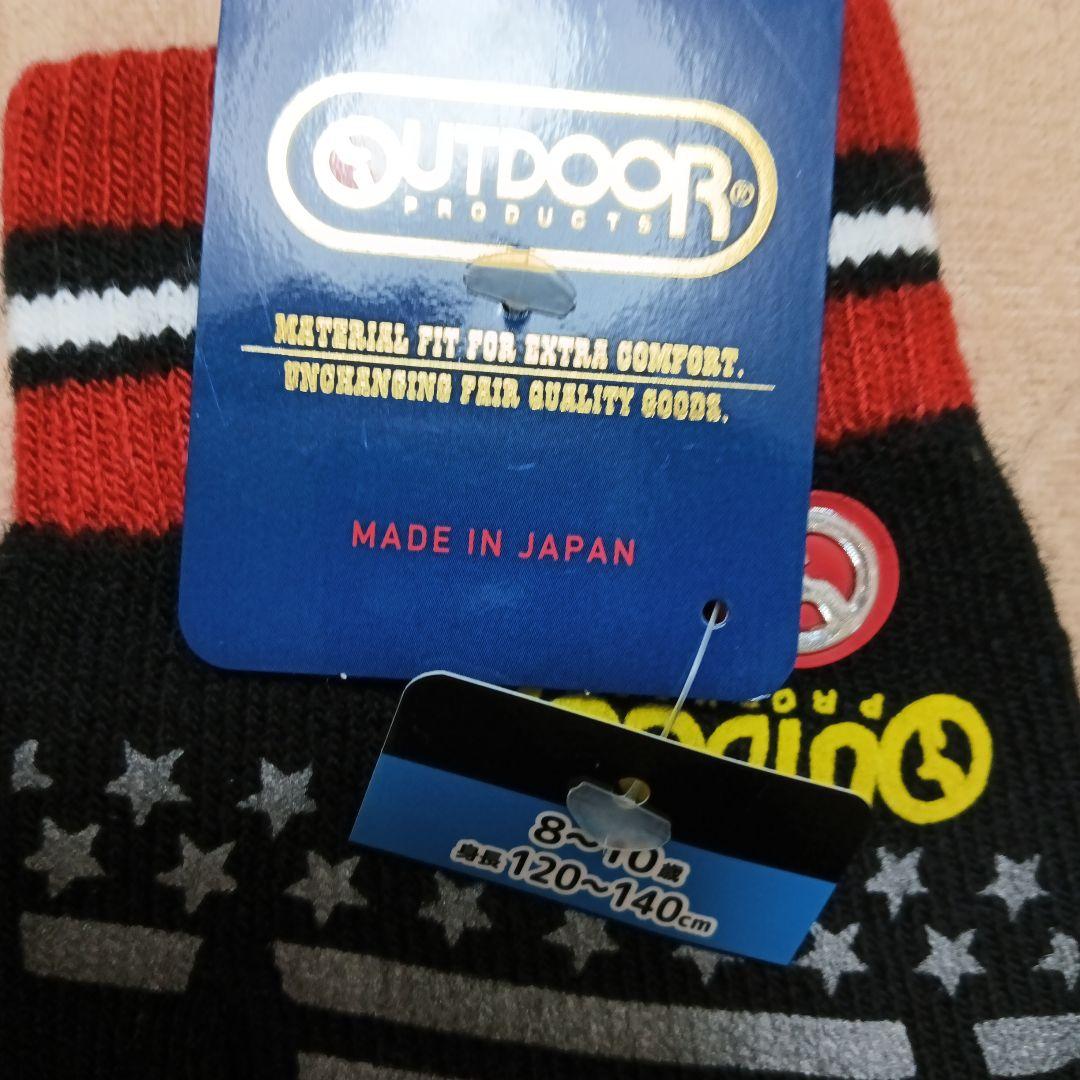 OUTDOOR®
PRODUCTS
MATERIAL FIT FOR EXTRA COMFORT.
UNCHANGING FAIR QUALITY GOODS.
MADE IN JAPAN
8~10歳
身長120~140cm